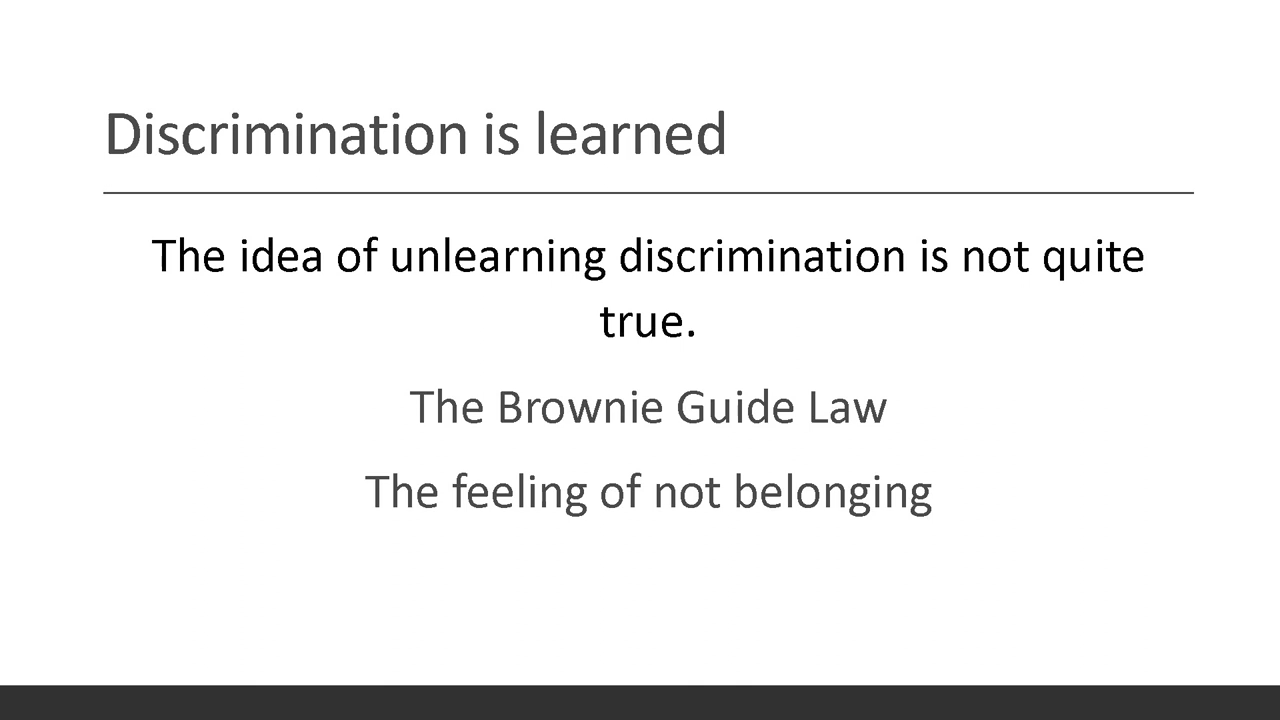 Discrimination is learned
The idea of unlearning discrimination is not quite
true.
The Brownie Guide Law
The feeling of not belonging